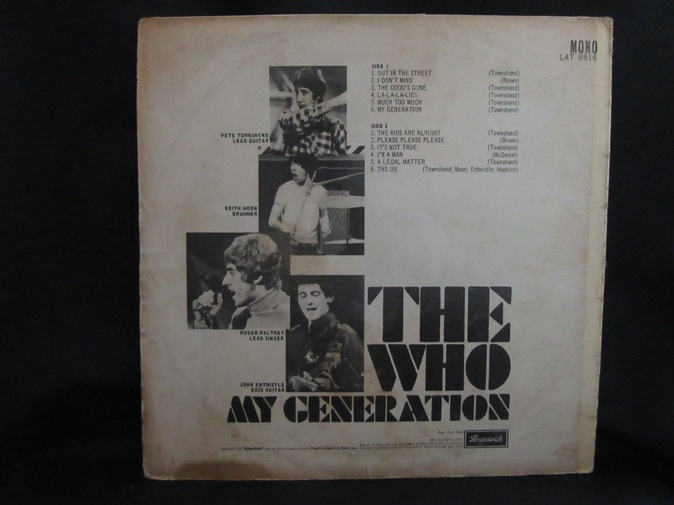 MONO
LAT 8616
SIDE 1
1. OUT IN THE STREET (Townshend)
2. I DON'T MIND (Brown)
3. THE GOOD'S GONE (Townshend)
4. LA-LA-LA-LIES (Townshend)
5. MUCH TOO MUCH (Townshend)
6. MY GENERATION (Townshend)
SIDE 2
1. THE KIDS ARE ALRIGHT (Townshend)
2. PLEASE PLEASE PLEASE (Brown)
3. IT'S NOT TRUE (Townshend)
4. I'M A MAN (McDaniel)
5. A LEGAL MATTER (Townshend)
6. THE OX (Townshend; Moon; Entwistle; Hopkins)
PETE TOWNSHEND
LEAD GUITAR
KEITH MOON
DRUMMER
ROGER DALTREY
LEAD SINGER
JOHN ENTWISTLE
BASS GUITAR
THE
WHO
MY GENERATION
Brunswick